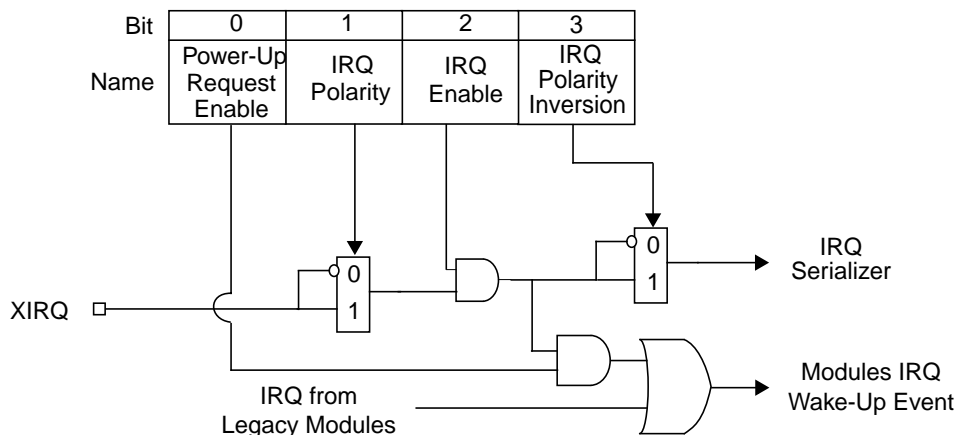 Bit 0 1 2 3
Name
Power-Up
Request
Enable
IRQ
Polarity
IRQ
Enable
IRQ
Polarity
Inversion
0
1
0
1
IRQ
Serializer
XIRQ
IRQ from
Legacy Modules
Modules IRQ
Wake-Up Event